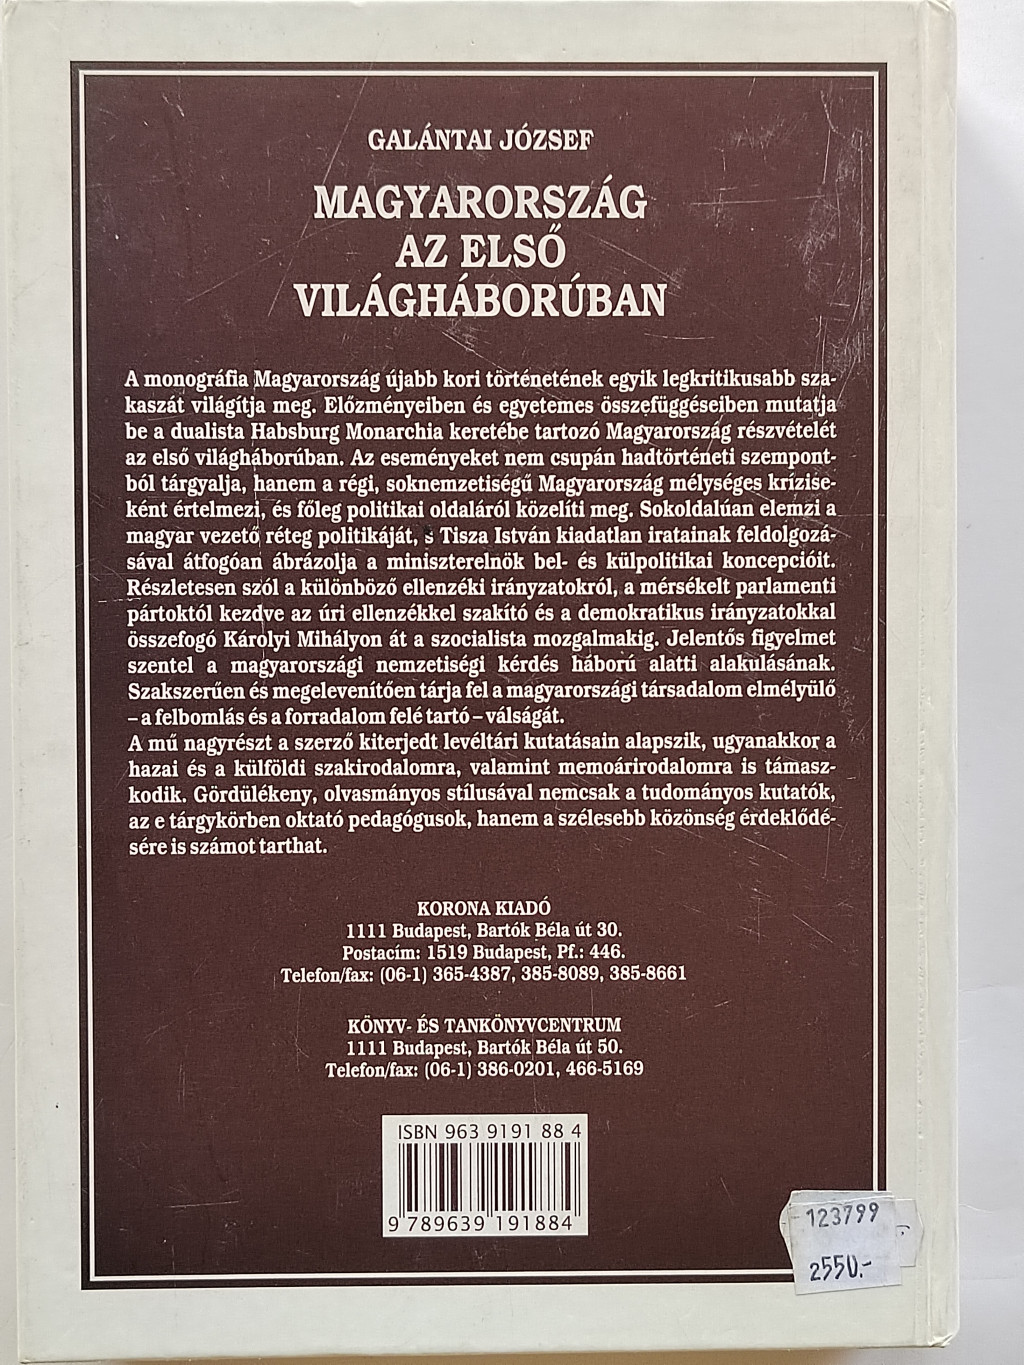 GALÁNTAI JÓZSEF
MAGYARORSZÁG
AZ ELSŐ
VILÁGHÁBORÚBAN
A monográfia Magyarország újabb kori történetének egyik legkritikusabb sza-
kaszát világítja meg. Előzményeiben és egyetemes összefüggéseiben mutatja
be a dualista Habsburg Monarchia keretébe tartozó Magyarország részvételét
az első világháborúban. Az eseményeket nem csupán hadtörténeti szempont-
ból tárgyalja, hanem a régi, soknemzetiségű Magyarország mélységes krízise-
ként értelmezi, és főleg politikai oldaláról közelíti meg. Sokoldalúan elemzi a
magyar vezető réteg politikáját, s Tisza István kiadatlan iratainak feldolgozá-
sával átfogóan ábrázolja a miniszterelnök bel- és külpolitikai koncepcióit.
Részletesen szól a különböző ellenzéki irányzatokról, a mérsékelt parlamenti
pártoktól kezdve az úri ellenzékkel szakító és a demokratikus irányzatokkal
összefogó Károlyi Mihályon át a szocialista mozgalmakig. Jelentős figyelmet
szentel a magyarországi nemzetiségi kérdés háború alatti alakulásának.
Szakszerűen és megelevenítően tárja fel a magyarországi társadalom elmélyülő
– a felbomlás és a forradalom felé tartó – válságát.
A mű nagyrészt a szerző kiterjedt levéltári kutatásain alapszik, ugyanakkor a
hazai és a külföldi szakirodalomra, valamint memoárirodalomra is támasz-
kodik. Gördülékeny, olvasmányos stílusával nemcsak a tudományos kutatók,
az e tárgykörben oktató pedagógusok, hanem a szélesebb közönség érdeklődé-
sére is számot tarthat.
KORONA KIADÓ
1111 Budapest, Bartók Béla út 30.
Postacím: 1519 Budapest, Pf.: 446.
Telefon/fax: (06-1) 365-4387, 385-8089, 385-8661
KÖNYV- ÉS TANKÖNYVCENTRUM
1111 Budapest, Bartók Béla út 50.
Telefon/fax: (06-1) 386-0201, 466-5169
ISBN 963 9191 88 4
9 789639 191884
123799
2550.-